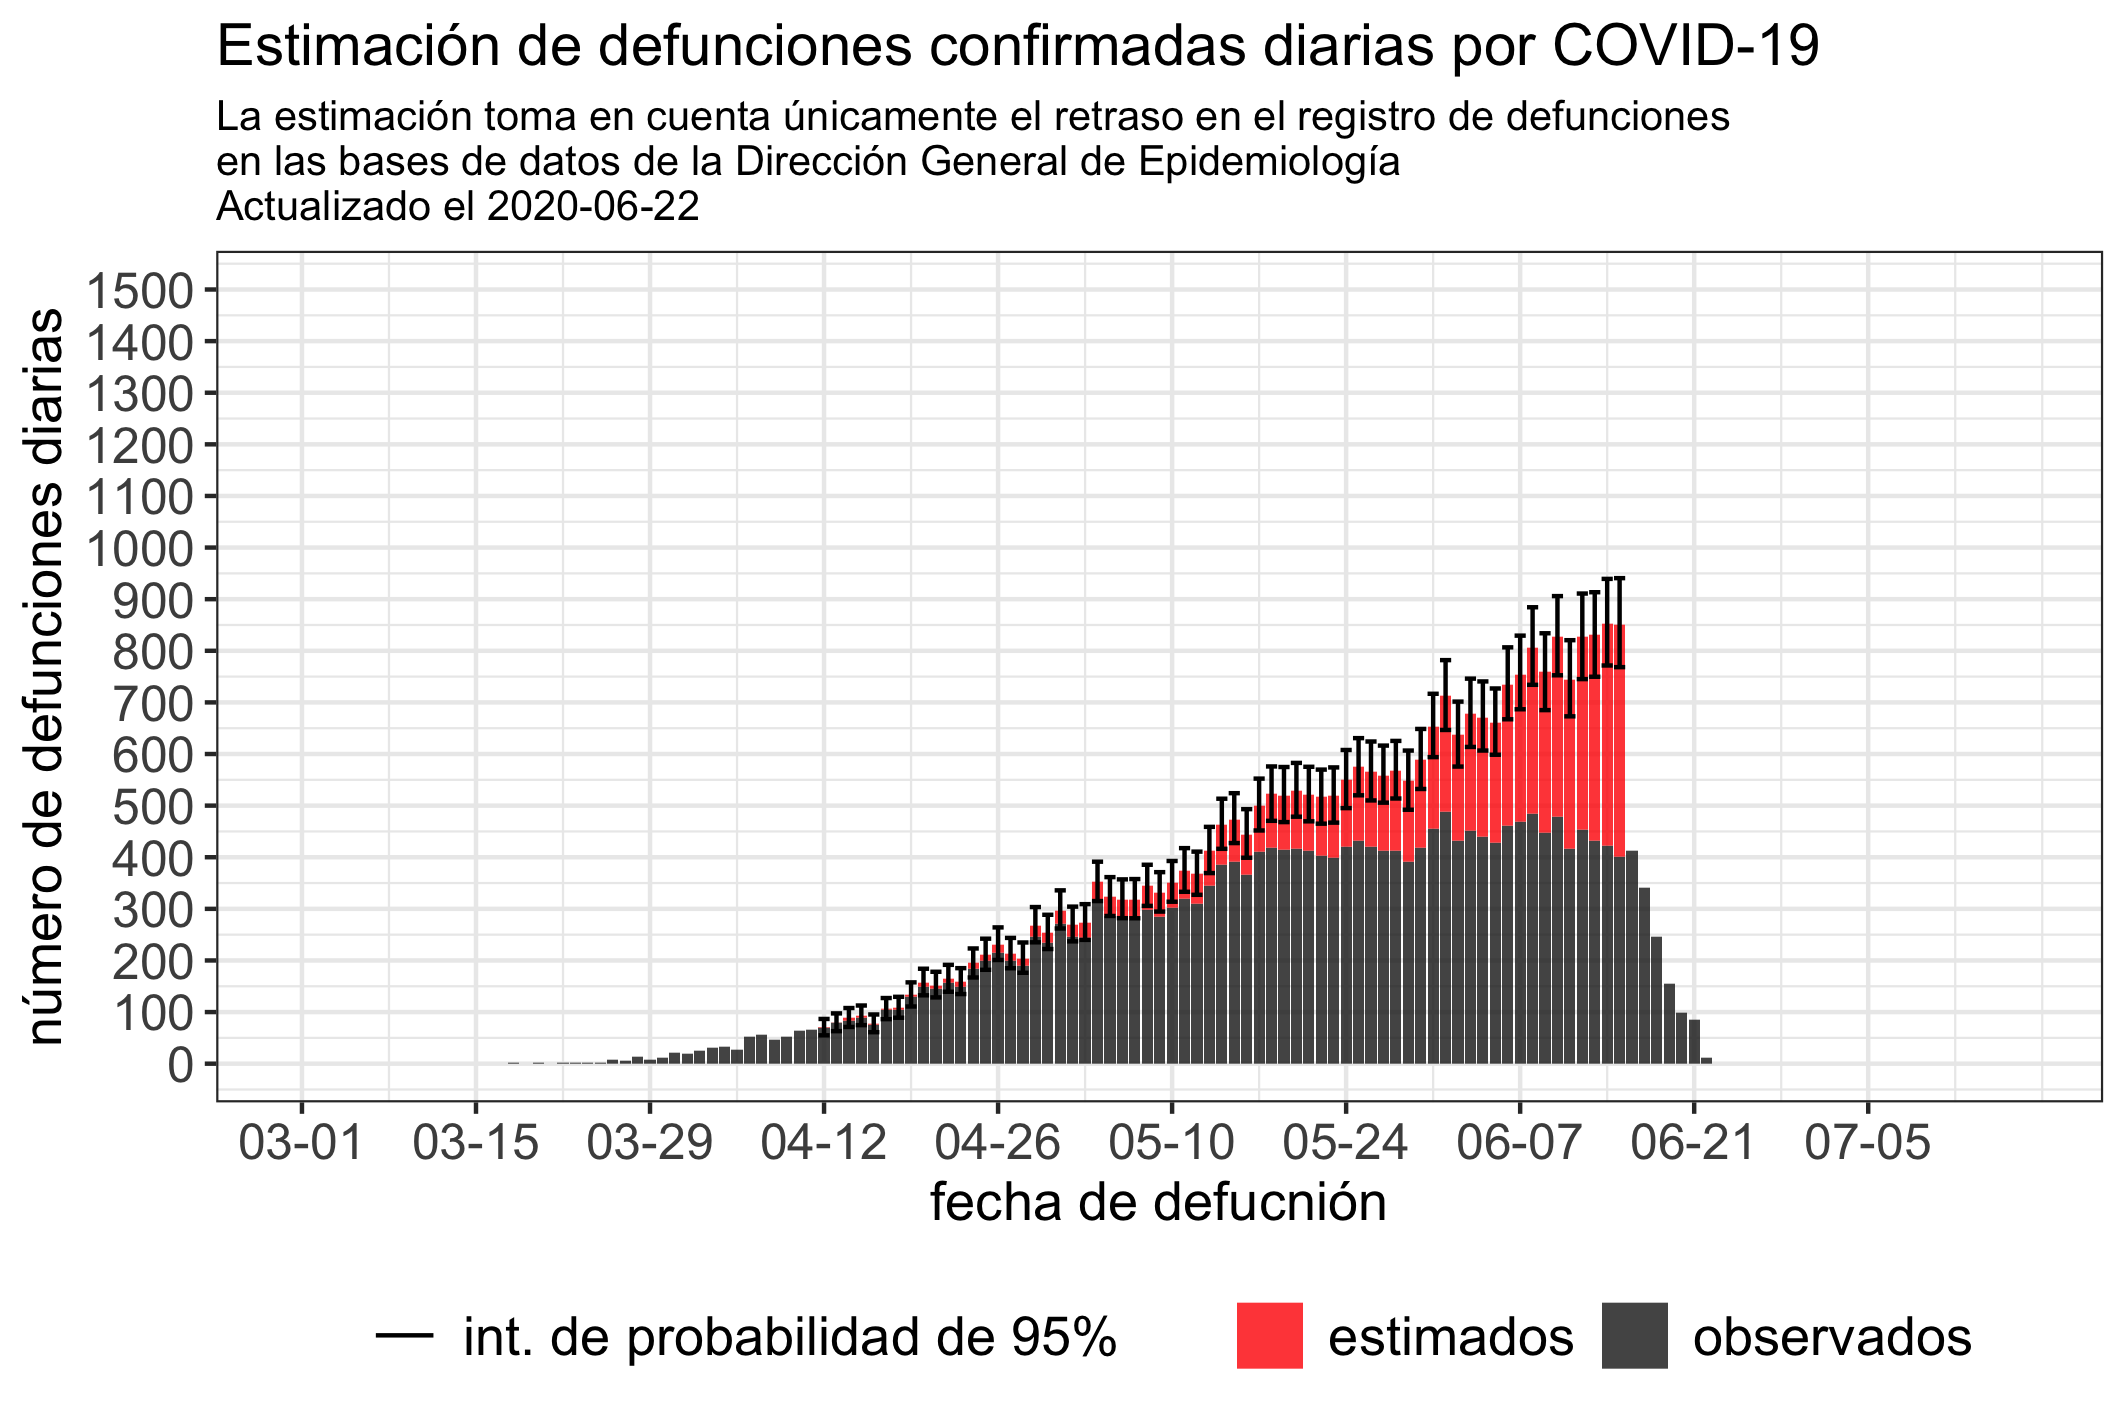 Estimación de defunciones confirmadas diarias por COVID-19
La estimación toma en cuenta únicamente el retraso en el registro de defunciones
en las bases de datos de la Dirección General de Epidemiología
Actualizado el 2020-06-22
número de defunciones diarias
1500
1400
1300
1200
1100
1000
900
800
700
600
500
400
300
200
100
0
03-01 03-15 03-29 04-12 04-26 05-10 05-24 06-07 06-21 07-05
fecha de defucnión
int. de probabilidad de 95% estimados observados